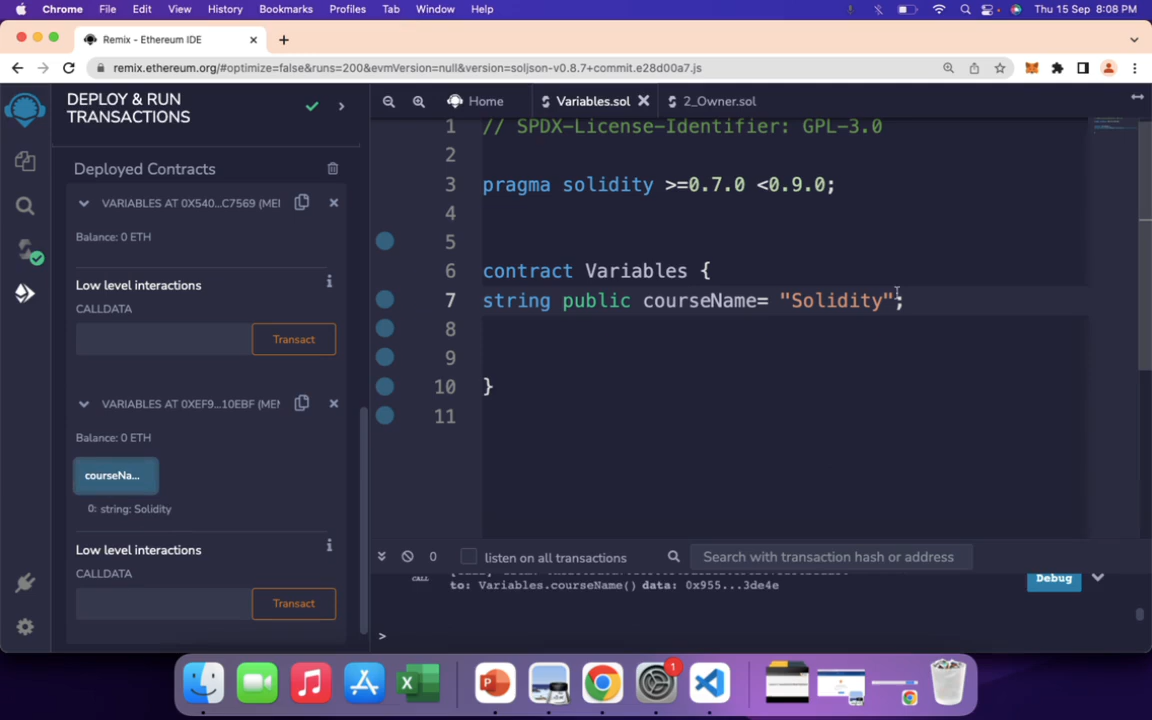 Chrome File Edit View History Bookmarks Profiles Tab Window Help Thu 15 Sep 8:08 PM
Remix - Ethereum IDE
remix.ethereum.org/#optimize=false&runs=200&evmVersion=null&version=soljson-v0.8.7+commit.e28d00a7.js
DEPLOY & RUN
TRANSACTIONS
Home Variables.sol 2_Owner.sol
Deployed Contracts
VARIABLES AT 0X540...C7569 (MEI
Balance: 0 ETH
Low level interactions
i
CALLDATA
Transact
VARIABLES AT 0XEF9...10EBF (MEI
Balance: 0 ETH
courseNa...
0: string: Solidity
Low level interactions
i
CALLDATA
Transact
1 // SPDX-License-Identifier: GPL-3.0
2
3 pragma solidity >=0.7.0 <0.9.0;
4
5
6 contract Variables {
7 string public courseName= "Solidity";
8
9
10 }
11
0 listen on all transactions Search with transaction hash or address
CALL
to: Variables.courseName() data: 0x955...3de4e
Debug
>
1